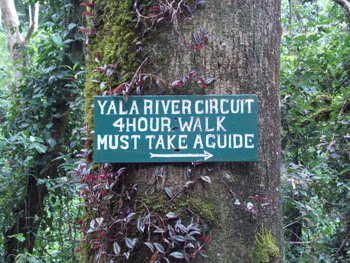 YALA RIVER CIRCUIT
4HOUR WALK
MUST TAKE AGUIDE